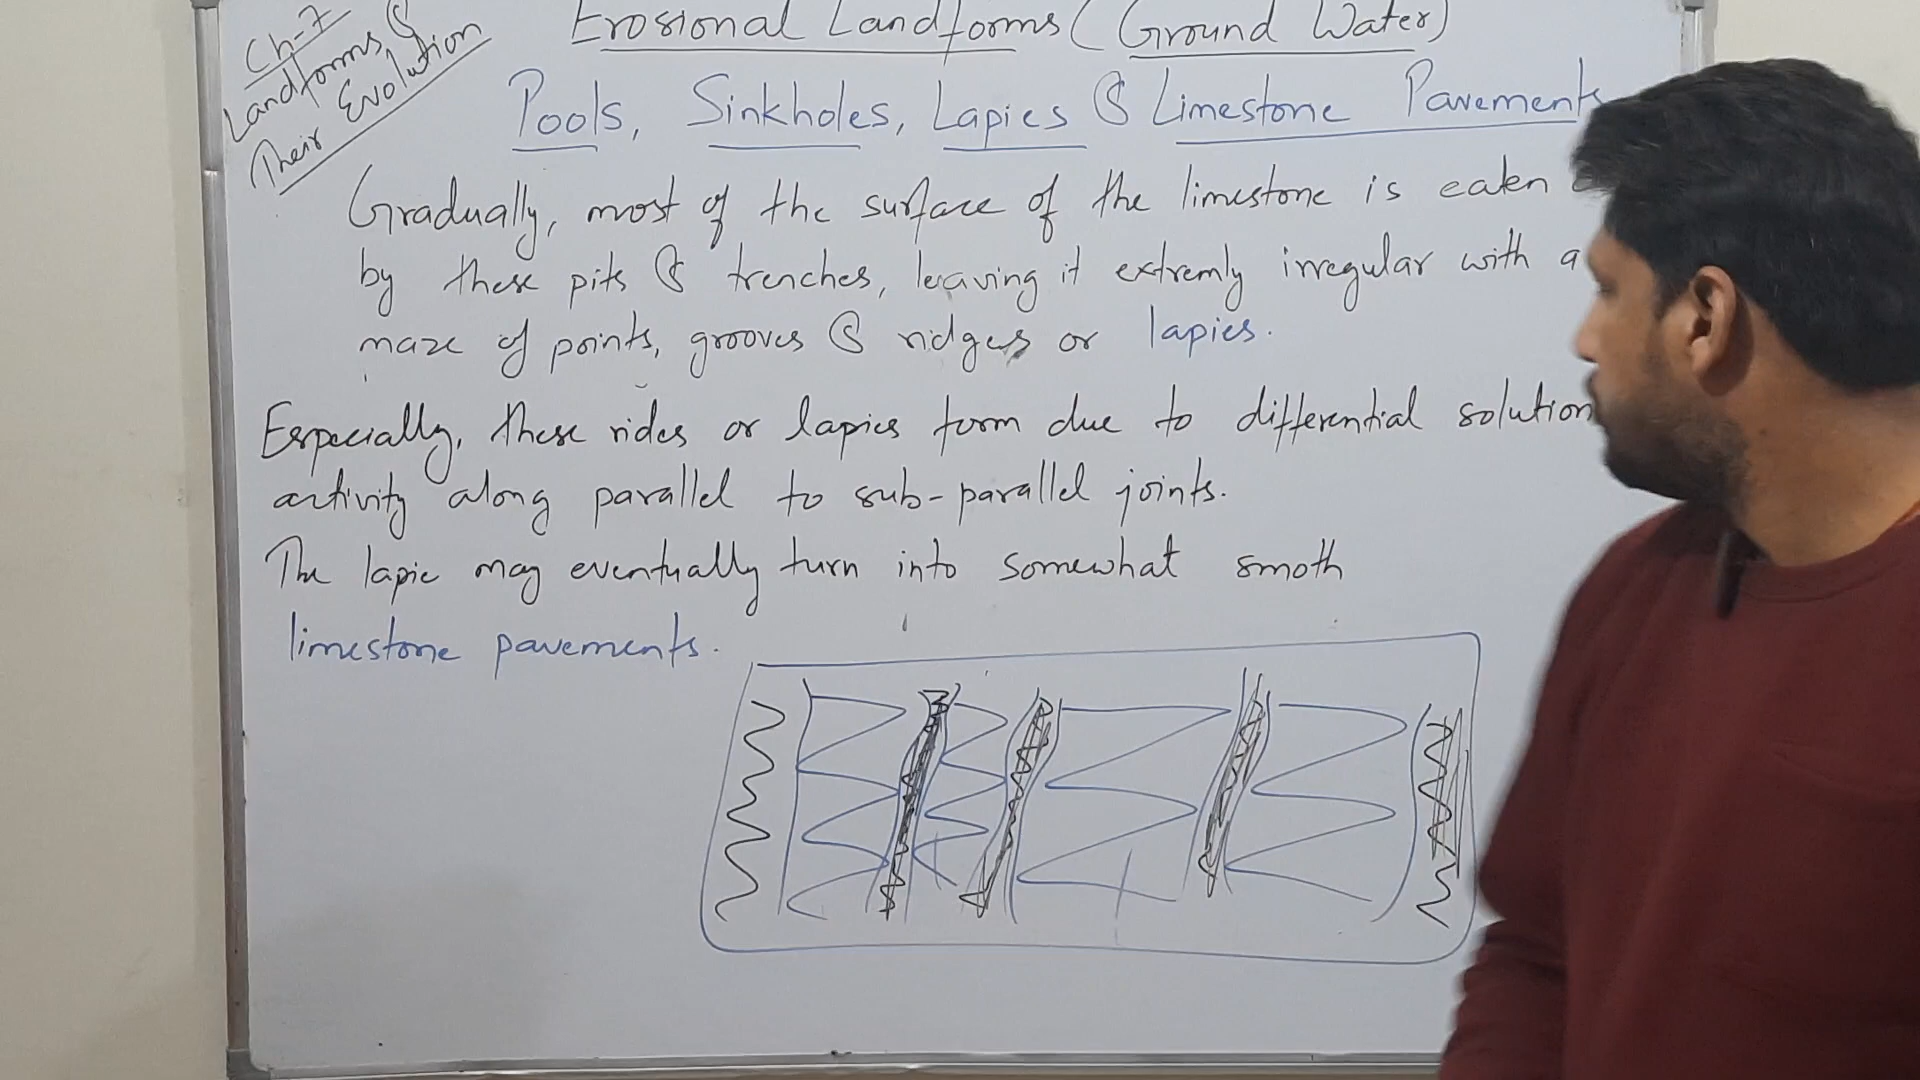 Ch-7
Landforms &
Their Evolution
Erosional Landforms (Ground Water)
Pools, Sinkholes, Lapies & Limestone Pavements
Gradually, most of the surface of the limestone is eaten
by these pits & trenches, leaving it extremly irregular with a
maze of points, grooves & ridges or lapies.
Especially, these rides or lapies form due to differential solution
activity along parallel to sub-parallel joints.
The lapie may eventually turn into somewhat smoth
limestone pavements.